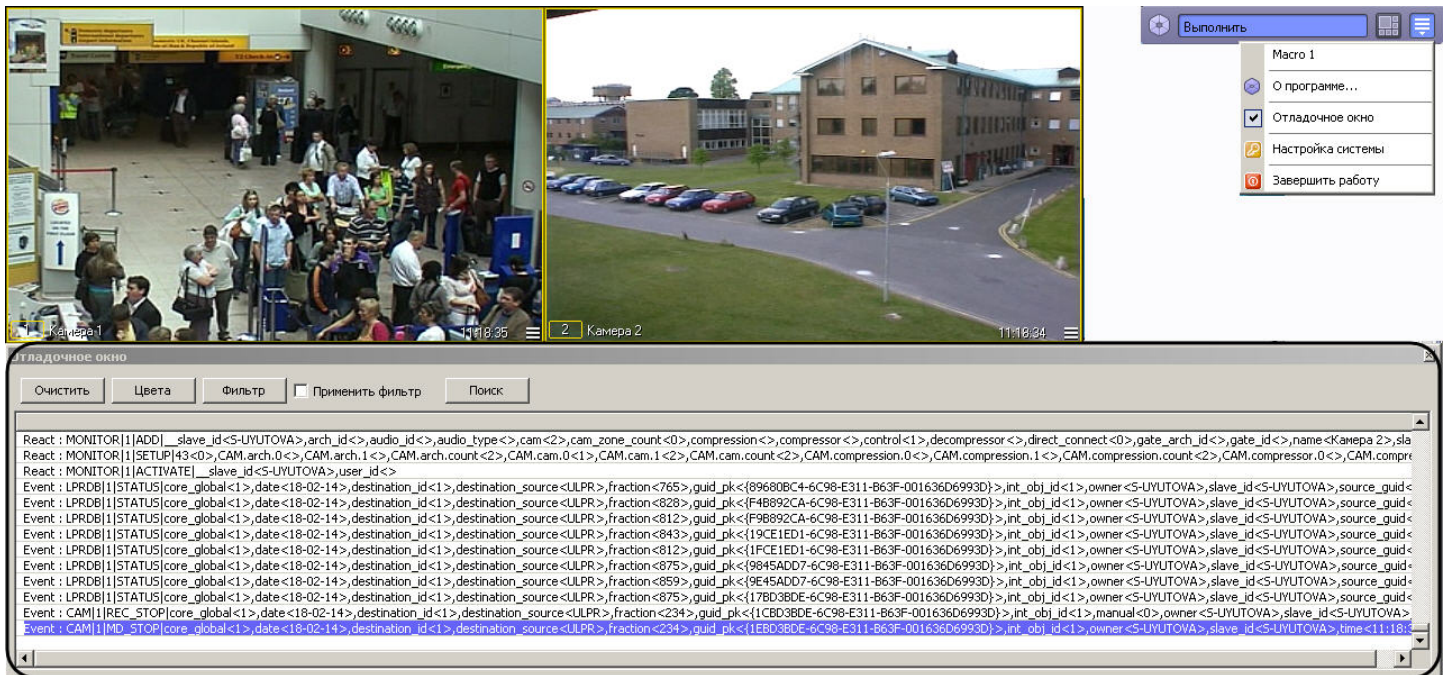 Domestic departures
International departures
Airport Information
T2 Check-in
Emergency
1 Камера 1 11:18:35
2 Камера 2 11:18:34
Выполнить
Macro 1
О программе...
Отладочное окно
Настройка системы
Завершить работу
Отладочное окно
Очистить Цвета Фильтр Применить фильтр Поиск
React : MONITOR|1|ADD|__slave_id<S-UYUTOVA>,arch_id<>,audio_id<>,audio_type<>,cam<2>,cam_zone_count<0>,compression<>,compressor<>,control<1>,decompressor<>,direct_connect<0>,gate_arch_id<>,gate_id<>,name<Камера 2>,sla
React : MONITOR|1|SETUP|43<0>,CAM.arch.0<>,CAM.arch.1<>,CAM.arch.count<2>,CAM.cam.0<1>,CAM.cam.1<2>,CAM.cam.count<2>,CAM.compression.0<>,CAM.compression.1<>,CAM.compression.count<2>,CAM.compressor.0<>,CAM.compre
React : MONITOR|1|ACTIVATE|__slave_id<S-UYUTOVA>,user_id<>
Event : LPRDB|1|STATUS|core_global<1>,date<18-02-14>,destination_id<1>,destination_source<ULPR>,fraction<765>,guid_pk<{89680BC4-6C98-E311-B63F-001636D6993D}>,int_obj_id<1>,owner<S-UYUTOVA>,slave_id<S-UYUTOVA>,source_guid<
Event : LPRDB|1|STATUS|core_global<1>,date<18-02-14>,destination_id<1>,destination_source<ULPR>,fraction<828>,guid_pk<{F4B892CA-6C98-E311-B63F-001636D6993D}>,int_obj_id<1>,owner<S-UYUTOVA>,slave_id<S-UYUTOVA>,source_guid<
Event : LPRDB|1|STATUS|core_global<1>,date<18-02-14>,destination_id<1>,destination_source<ULPR>,fraction<812>,guid_pk<{F9B892CA-6C98-E311-B63F-001636D6993D}>,int_obj_id<1>,owner<S-UYUTOVA>,slave_id<S-UYUTOVA>,source_guid<
Event : LPRDB|1|STATUS|core_global<1>,date<18-02-14>,destination_id<1>,destination_source<ULPR>,fraction<843>,guid_pk<{19CE1ED1-6C98-E311-B63F-001636D6993D}>,int_obj_id<1>,owner<S-UYUTOVA>,slave_id<S-UYUTOVA>,source_guid<
Event : LPRDB|1|STATUS|core_global<1>,date<18-02-14>,destination_id<1>,destination_source<ULPR>,fraction<812>,guid_pk<{1FCE1ED1-6C98-E311-B63F-001636D6993D}>,int_obj_id<1>,owner<S-UYUTOVA>,slave_id<S-UYUTOVA>,source_guid<
Event : LPRDB|1|STATUS|core_global<1>,date<18-02-14>,destination_id<1>,destination_source<ULPR>,fraction<875>,guid_pk<{9845ADD7-6C98-E311-B63F-001636D6993D}>,int_obj_id<1>,owner<S-UYUTOVA>,slave_id<S-UYUTOVA>,source_guid<
Event : LPRDB|1|STATUS|core_global<1>,date<18-02-14>,destination_id<1>,destination_source<ULPR>,fraction<859>,guid_pk<{9E45ADD7-6C98-E311-B63F-001636D6993D}>,int_obj_id<1>,owner<S-UYUTOVA>,slave_id<S-UYUTOVA>,source_guid<
Event : LPRDB|1|STATUS|core_global<1>,date<18-02-14>,destination_id<1>,destination_source<ULPR>,fraction<875>,guid_pk<{17BD3BDE-6C98-E311-B63F-001636D6993D}>,int_obj_id<1>,owner<S-UYUTOVA>,slave_id<S-UYUTOVA>,source_guid<
Event : CAM|1|REC_STOP|core_global<1>,date<18-02-14>,destination_id<1>,destination_source<ULPR>,fraction<234>,guid_pk<{1CBD3BDE-6C98-E311-B63F-001636D6993D}>,int_obj_id<1>,manual<0>,owner<S-UYUTOVA>,slave_id<S-UYUTOVA>
Event : CAM|1|MD_STOP|core_global<1>,date<18-02-14>,destination_id<1>,destination_source<ULPR>,fraction<234>,guid_pk<{1EBD3BDE-6C98-E311-B63F-001636D6993D}>,int_obj_id<1>,owner<S-UYUTOVA>,slave_id<S-UYUTOVA>,time<11:18:3